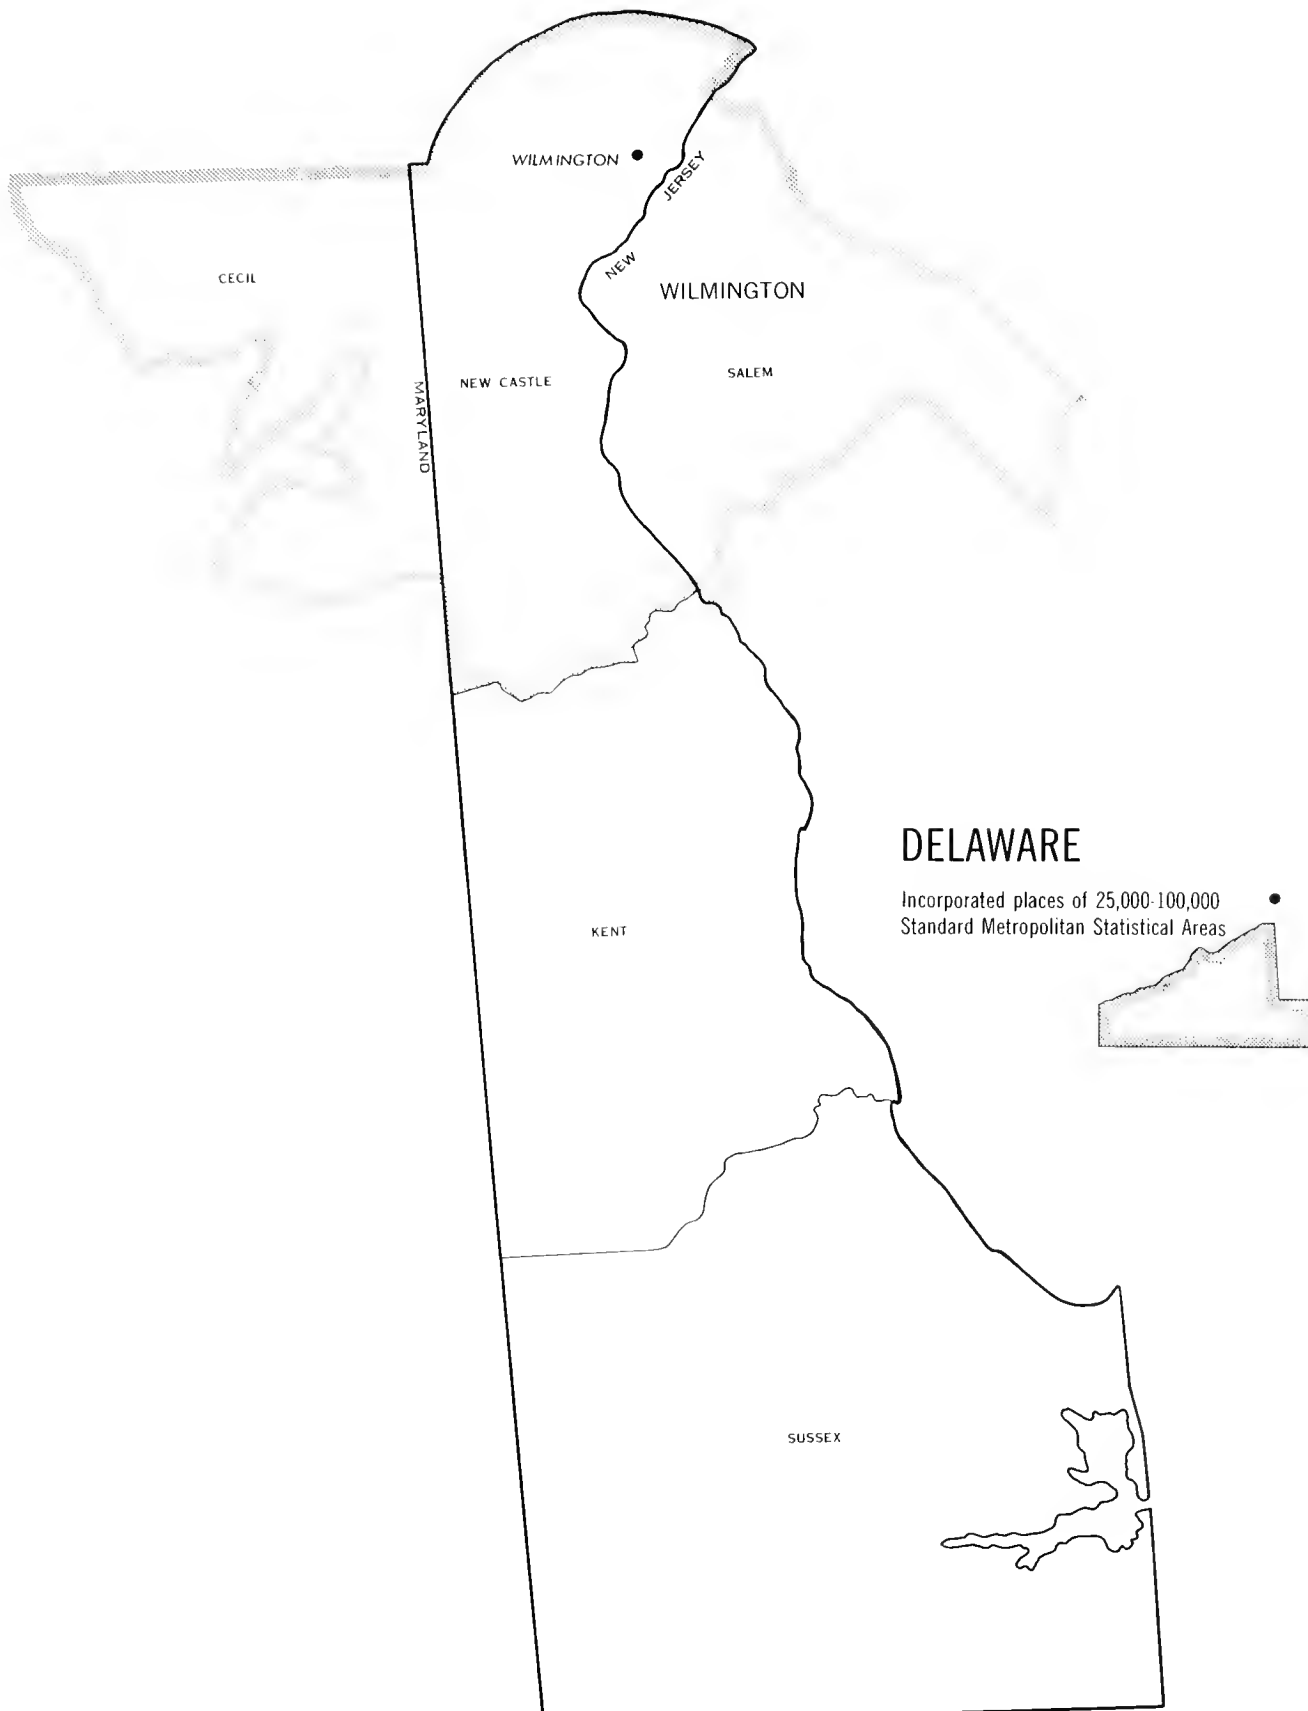 WILMINGTON
JERSEY
NEW
CECIL
WILMINGTON
SALEM
NEW CASTLE
MARYLAND
DELAWARE
Incorporated places of 25,000-100,000
Standard Metropolitan Statistical Areas
KENT
SUSSEX